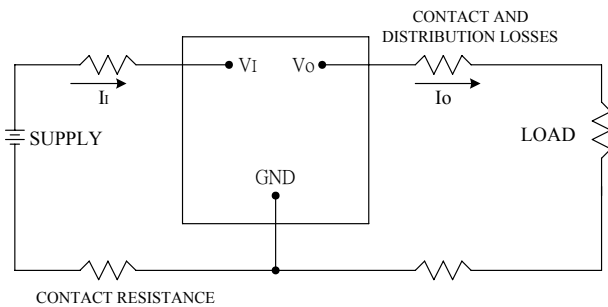 CONTACT AND
DISTRIBUTION LOSSES
VI
VO
II
IO
SUPPLY
LOAD
GND
CONTACT RESISTANCE